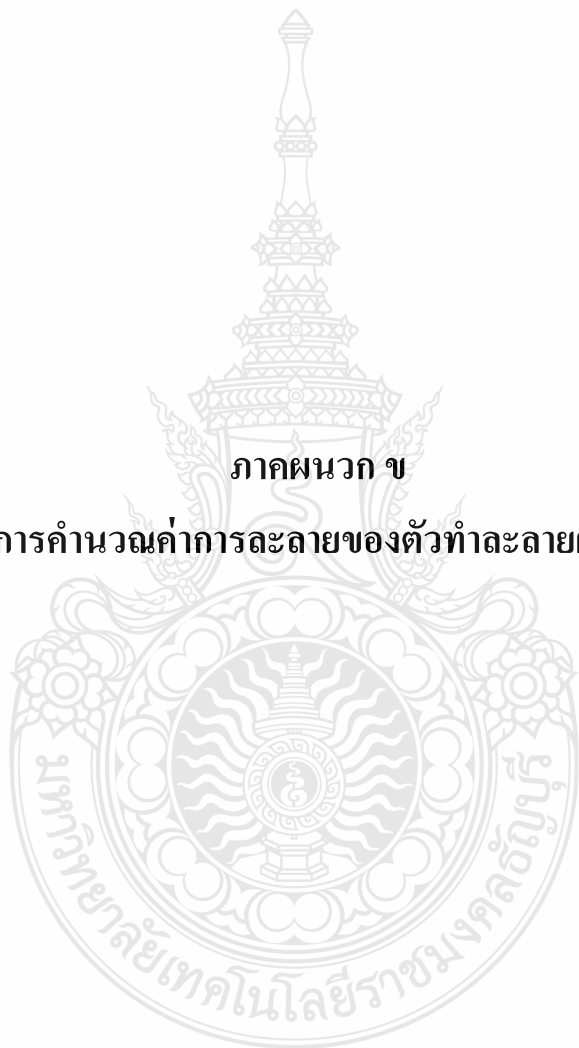 ภาคผนวก ข
การคำนวณค่าการละลายของตัวทำละลาย
มหาวิทยาลัยเทคโนโลยีราชมงคลธัญบุรี